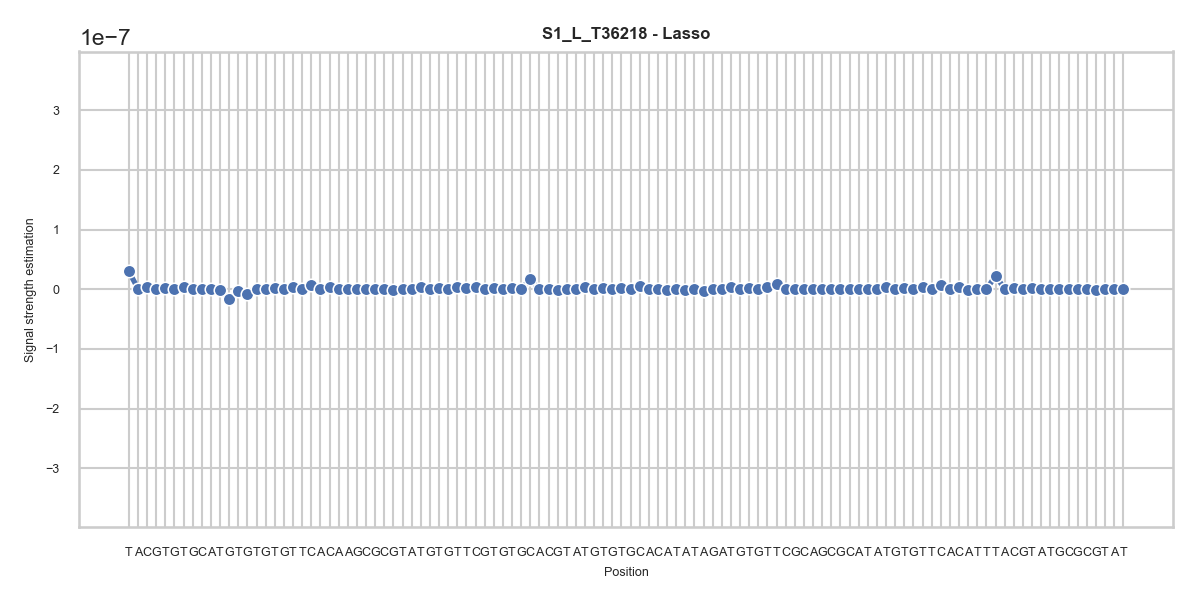 1e−7
S1_L_T36218 - Lasso
3
2
1
0
−1
−2
−3
Signal strength estimation
TACGTGTGCATGTGTGTGTTCACAAGCGCGTATGTGTTCGTGTGCACGTATGTGTGCACATATAGATGTGTTCGCAGCGCATATGTGTTCACATTTACGTATGCGCGTAT
Position